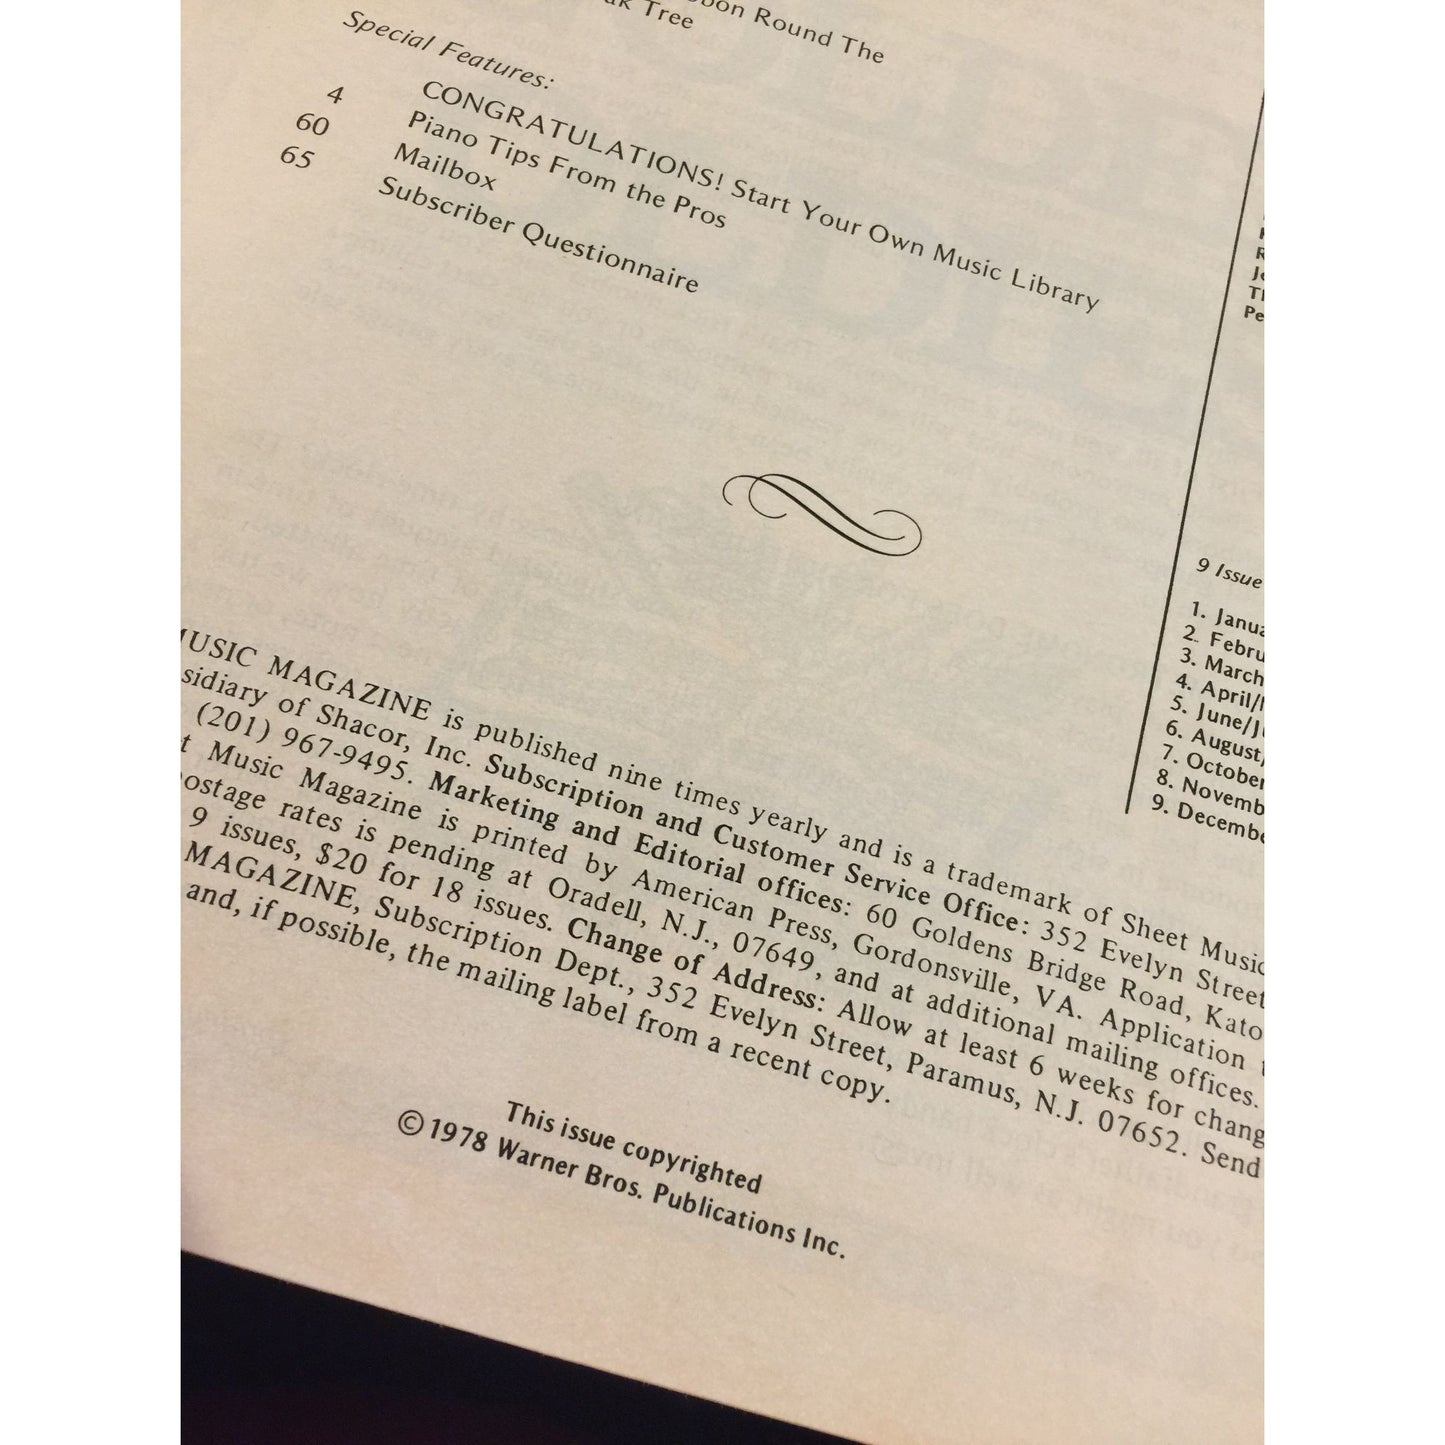 Round The
Tree
Special Features:
4 CONGRATULATIONS! Start Your Own Music Library
60 Piano Tips From the Pros
65 Mailbox
Subscriber Questionnaire
9 Issue
1. Janua
2. Febru
3. March
4. April/
5. June/J
6. August/
7. October
8. Novemb
9. Decembe
MUSIC MAGAZINE is published nine times yearly and is a trademark of Sheet Music
sidiary of Shacor, Inc. Subscription and Customer Service Office: 352 Evelyn Street
(201) 967-9495. Marketing and Editorial offices: 60 Goldens Bridge Road, Kato
t Music Magazine is printed by American Press, Gordonsville, VA. Application
ostage rates is pending at Oradell, N.J., 07649, and at additional mailing offices.
9 issues, $20 for 18 issues. Change of Address: Allow at least 6 weeks for chang
MAGAZINE, Subscription Dept., 352 Evelyn Street, Paramus, N.J. 07652. Send
and, if possible, the mailing label from a recent copy.
This issue copyrighted
© 1978 Warner Bros. Publications Inc.